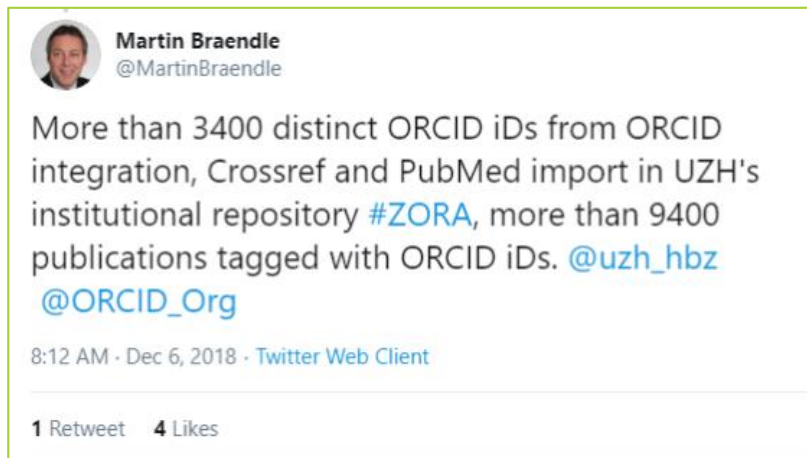 Martin Braendle
@MartinBraendle
More than 3400 distinct ORCID iDs from ORCID
integration, Crossref and PubMed import in UZH's
institutional repository #ZORA, more than 9400
publications tagged with ORCID iDs. @uzh_hbz
@ORCID_Org
8:12 AM · Dec 6, 2018 · Twitter Web Client
1 Retweet 4 Likes